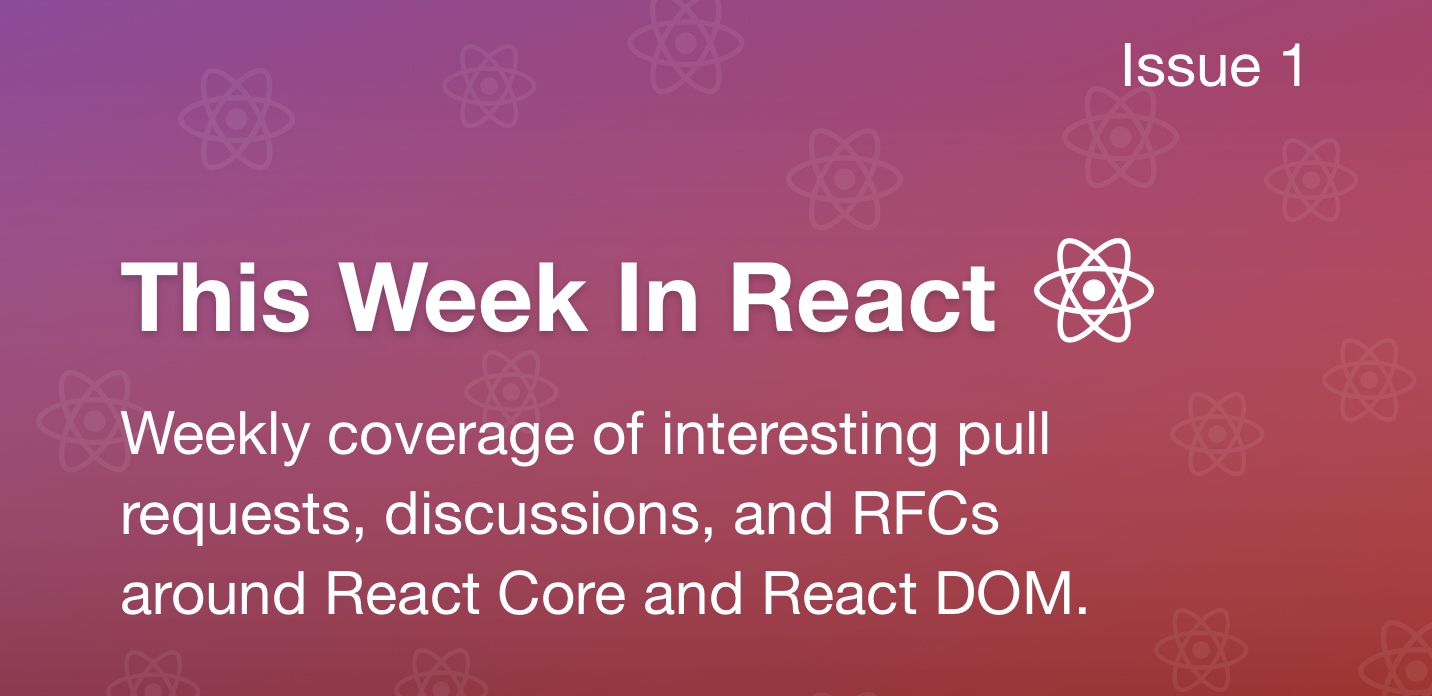 Issue 1
This Week In React
Weekly coverage of interesting pull
requests, discussions, and RFCs
around React Core and React DOM.